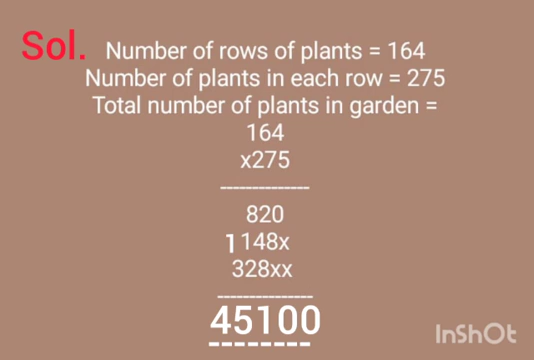 Sol. Number of rows of plants = 164
Number of plants in each row = 275
Total number of plants in garden =
164
x275
--------------
820
1148x
328xx
---------------
45100
--------
InShOt